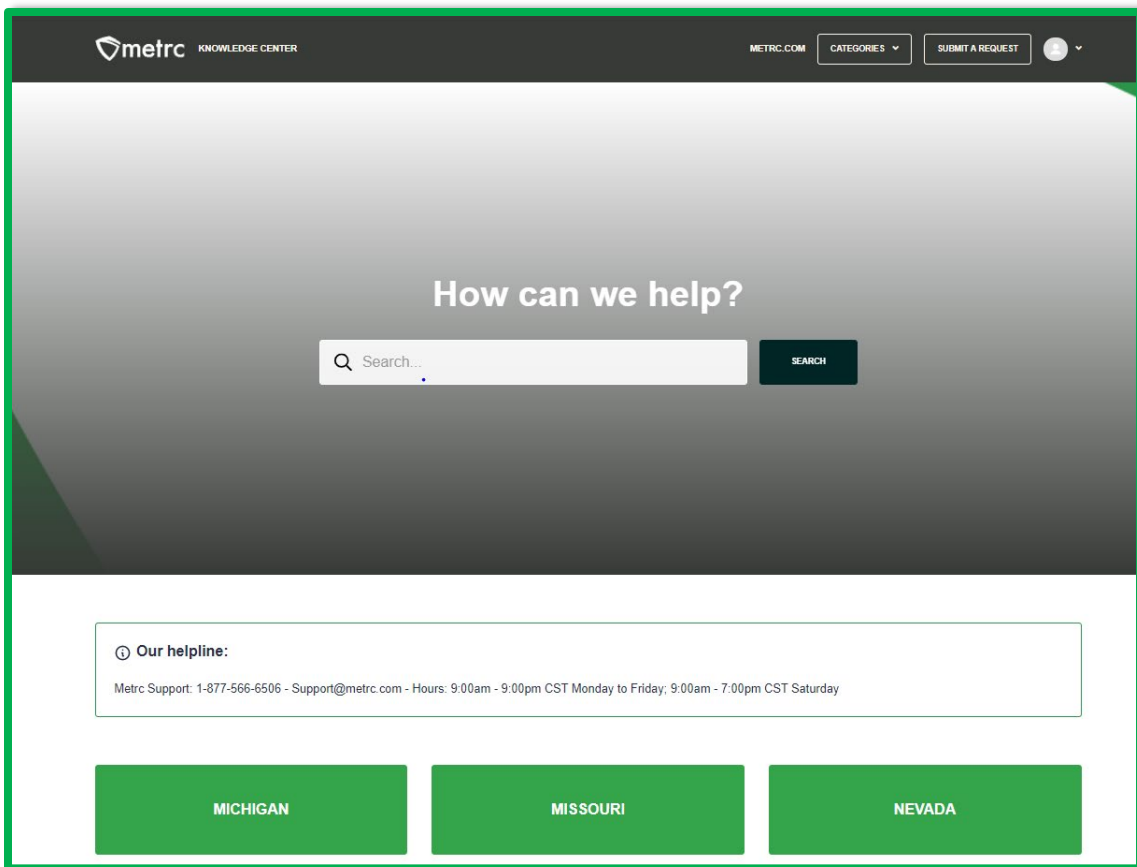 metrc KNOWLEDGE CENTER METRC.COM CATEGORIES SUBMIT A REQUEST
How can we help?
Search... SEARCH
Our helpline:
Metrc Support: 1-877-566-6506 - Support@metrc.com - Hours: 9:00am - 9:00pm CST Monday to Friday; 9:00am - 7:00pm CST Saturday
MICHIGAN MISSOURI NEVADA